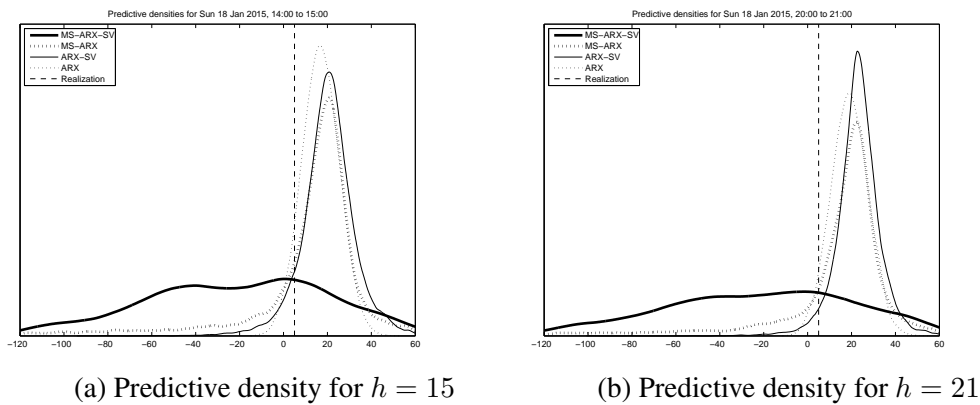 Predictive densities for Sun 18 Jan 2015, 14:00 to 15:00
MS−ARX−SV
MS−ARX
ARX−SV
ARX
Realization
−120 −100 −80 −60 −40 −20 0 20 40 60
(a) Predictive density for h = 15
Predictive densities for Sun 18 Jan 2015, 20:00 to 21:00
MS−ARX−SV
MS−ARX
ARX−SV
ARX
Realization
−120 −100 −80 −60 −40 −20 0 20 40 60
(b) Predictive density for h = 21